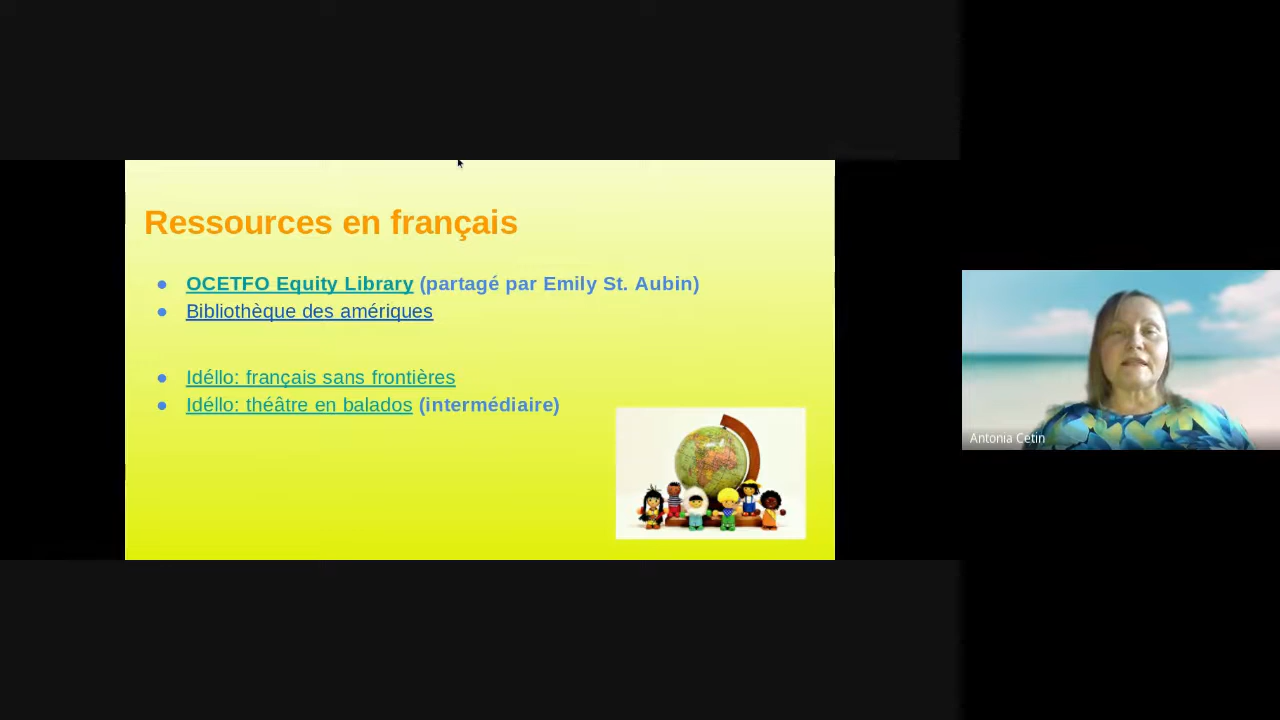 Ressources en français
● OCETFO Equity Library (partagé par Emily St. Aubin)
● Bibliothèque des amériques
● Idéllo: français sans frontières
● Idéllo: théâtre en balados (intermédiaire)
Antonia Cetin